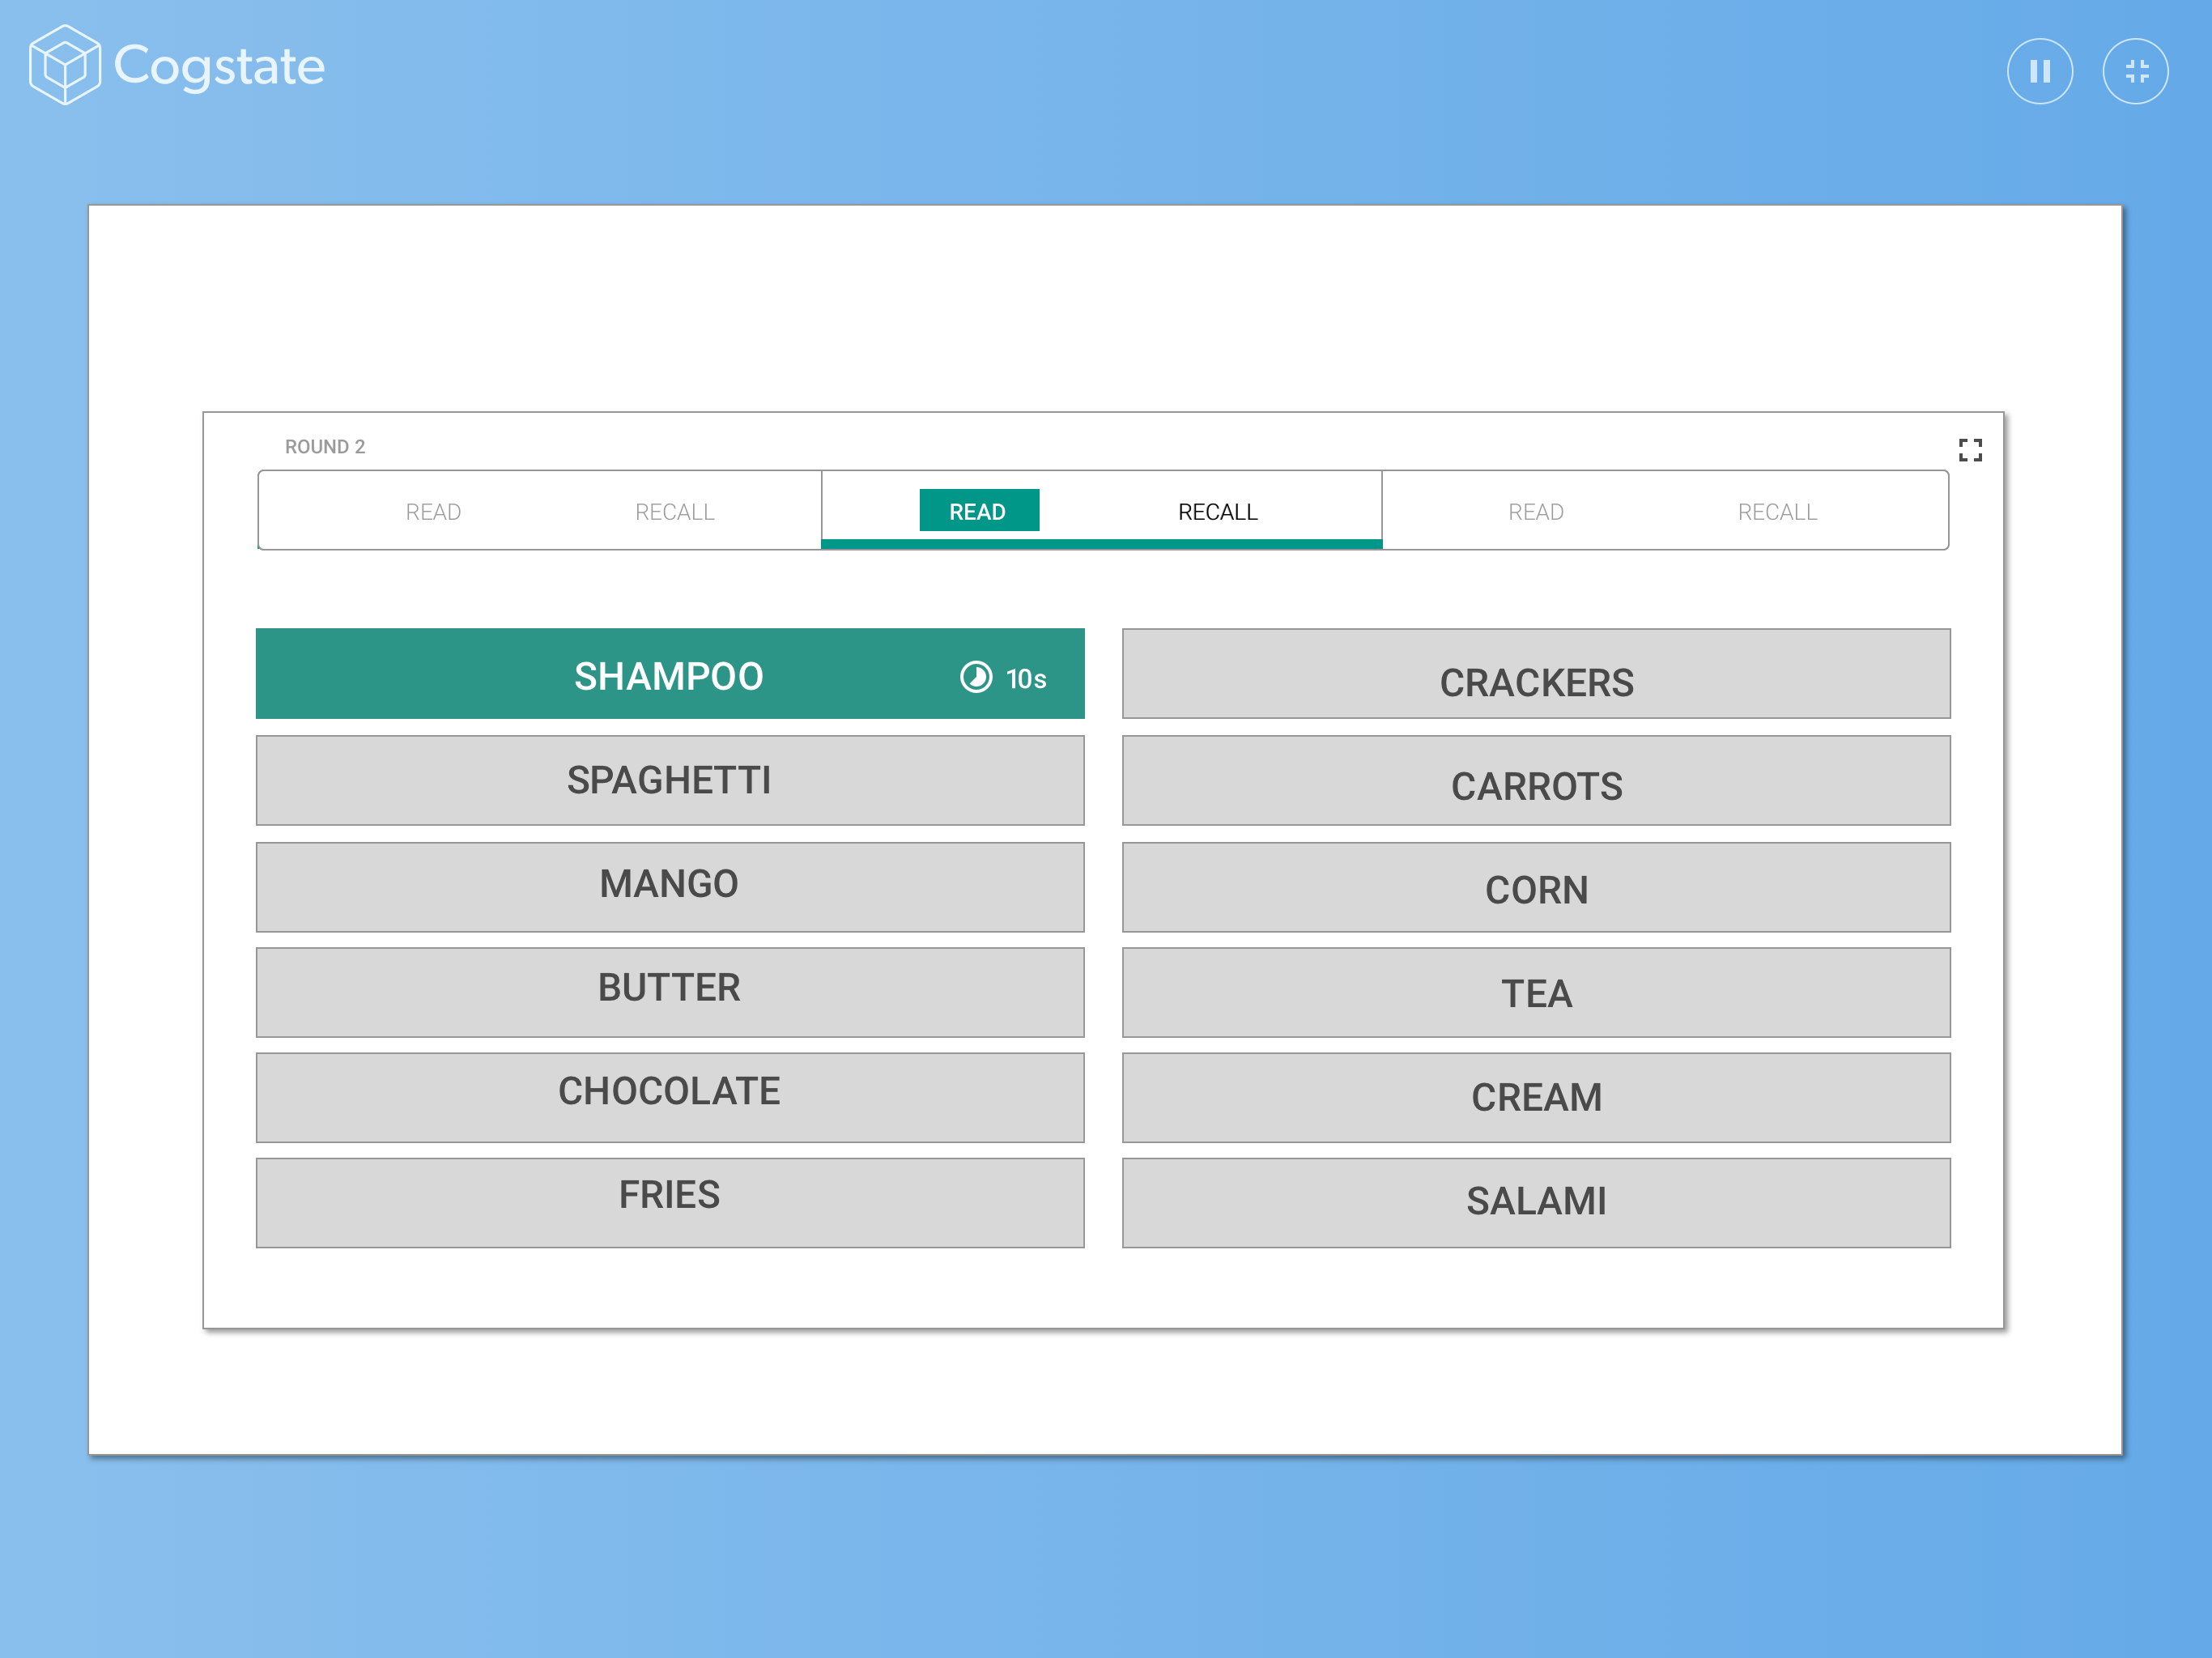 Cogstate
ROUND 2
READ RECALL READ RECALL READ RECALL
SHAMPOO 10s
SPAGHETTI
MANGO
BUTTER
CHOCOLATE
FRIES
CRACKERS
CARROTS
CORN
TEA
CREAM
SALAMI